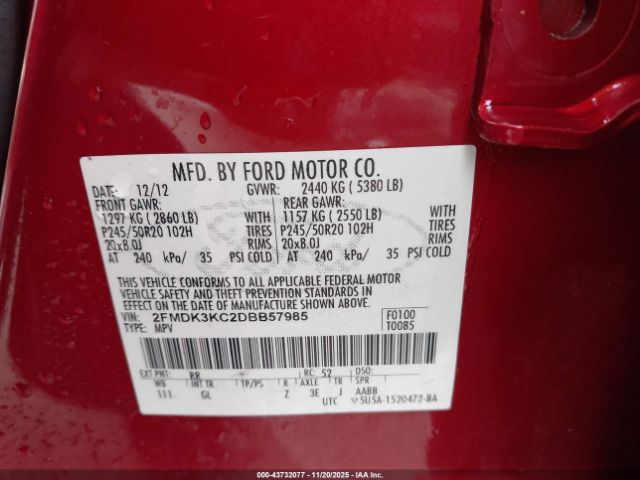 MFD. BY FORD MOTOR CO.
DATE: 12/12 GVWR: 2440 KG ( 5380 LB)
FRONT GAWR: REAR GAWR:
1297 KG ( 2860 LB) WITH 1157 KG ( 2550 LB) WITH
P245/50R20 102H TIRES P245/50R20 102H TIRES
20x8.0J RIMS 20x8.0J RIMS
AT 240 kPa/ 35 PSI COLD AT 240 kPa/ 35 PSI COLD
THIS VEHICLE CONFORMS TO ALL APPLICABLE FEDERAL MOTOR
VEHICLE SAFETY AND THEFT PREVENTION STANDARDS IN
EFFECT ON THE DATE OF MANUFACTURE SHOWN ABOVE.
VIN: 2FMDK3KC2DBB57985 F0100
TYPE: MPV T0085
EXT PNT: RR RC: 52 DSO:
WB INT TR TP/PS R AXLE TR SPR
111 GL Z 3E J AABB
UTC 5U5A-1520472-BA
000-43732077 - 11/20/2025 - IAAI.com